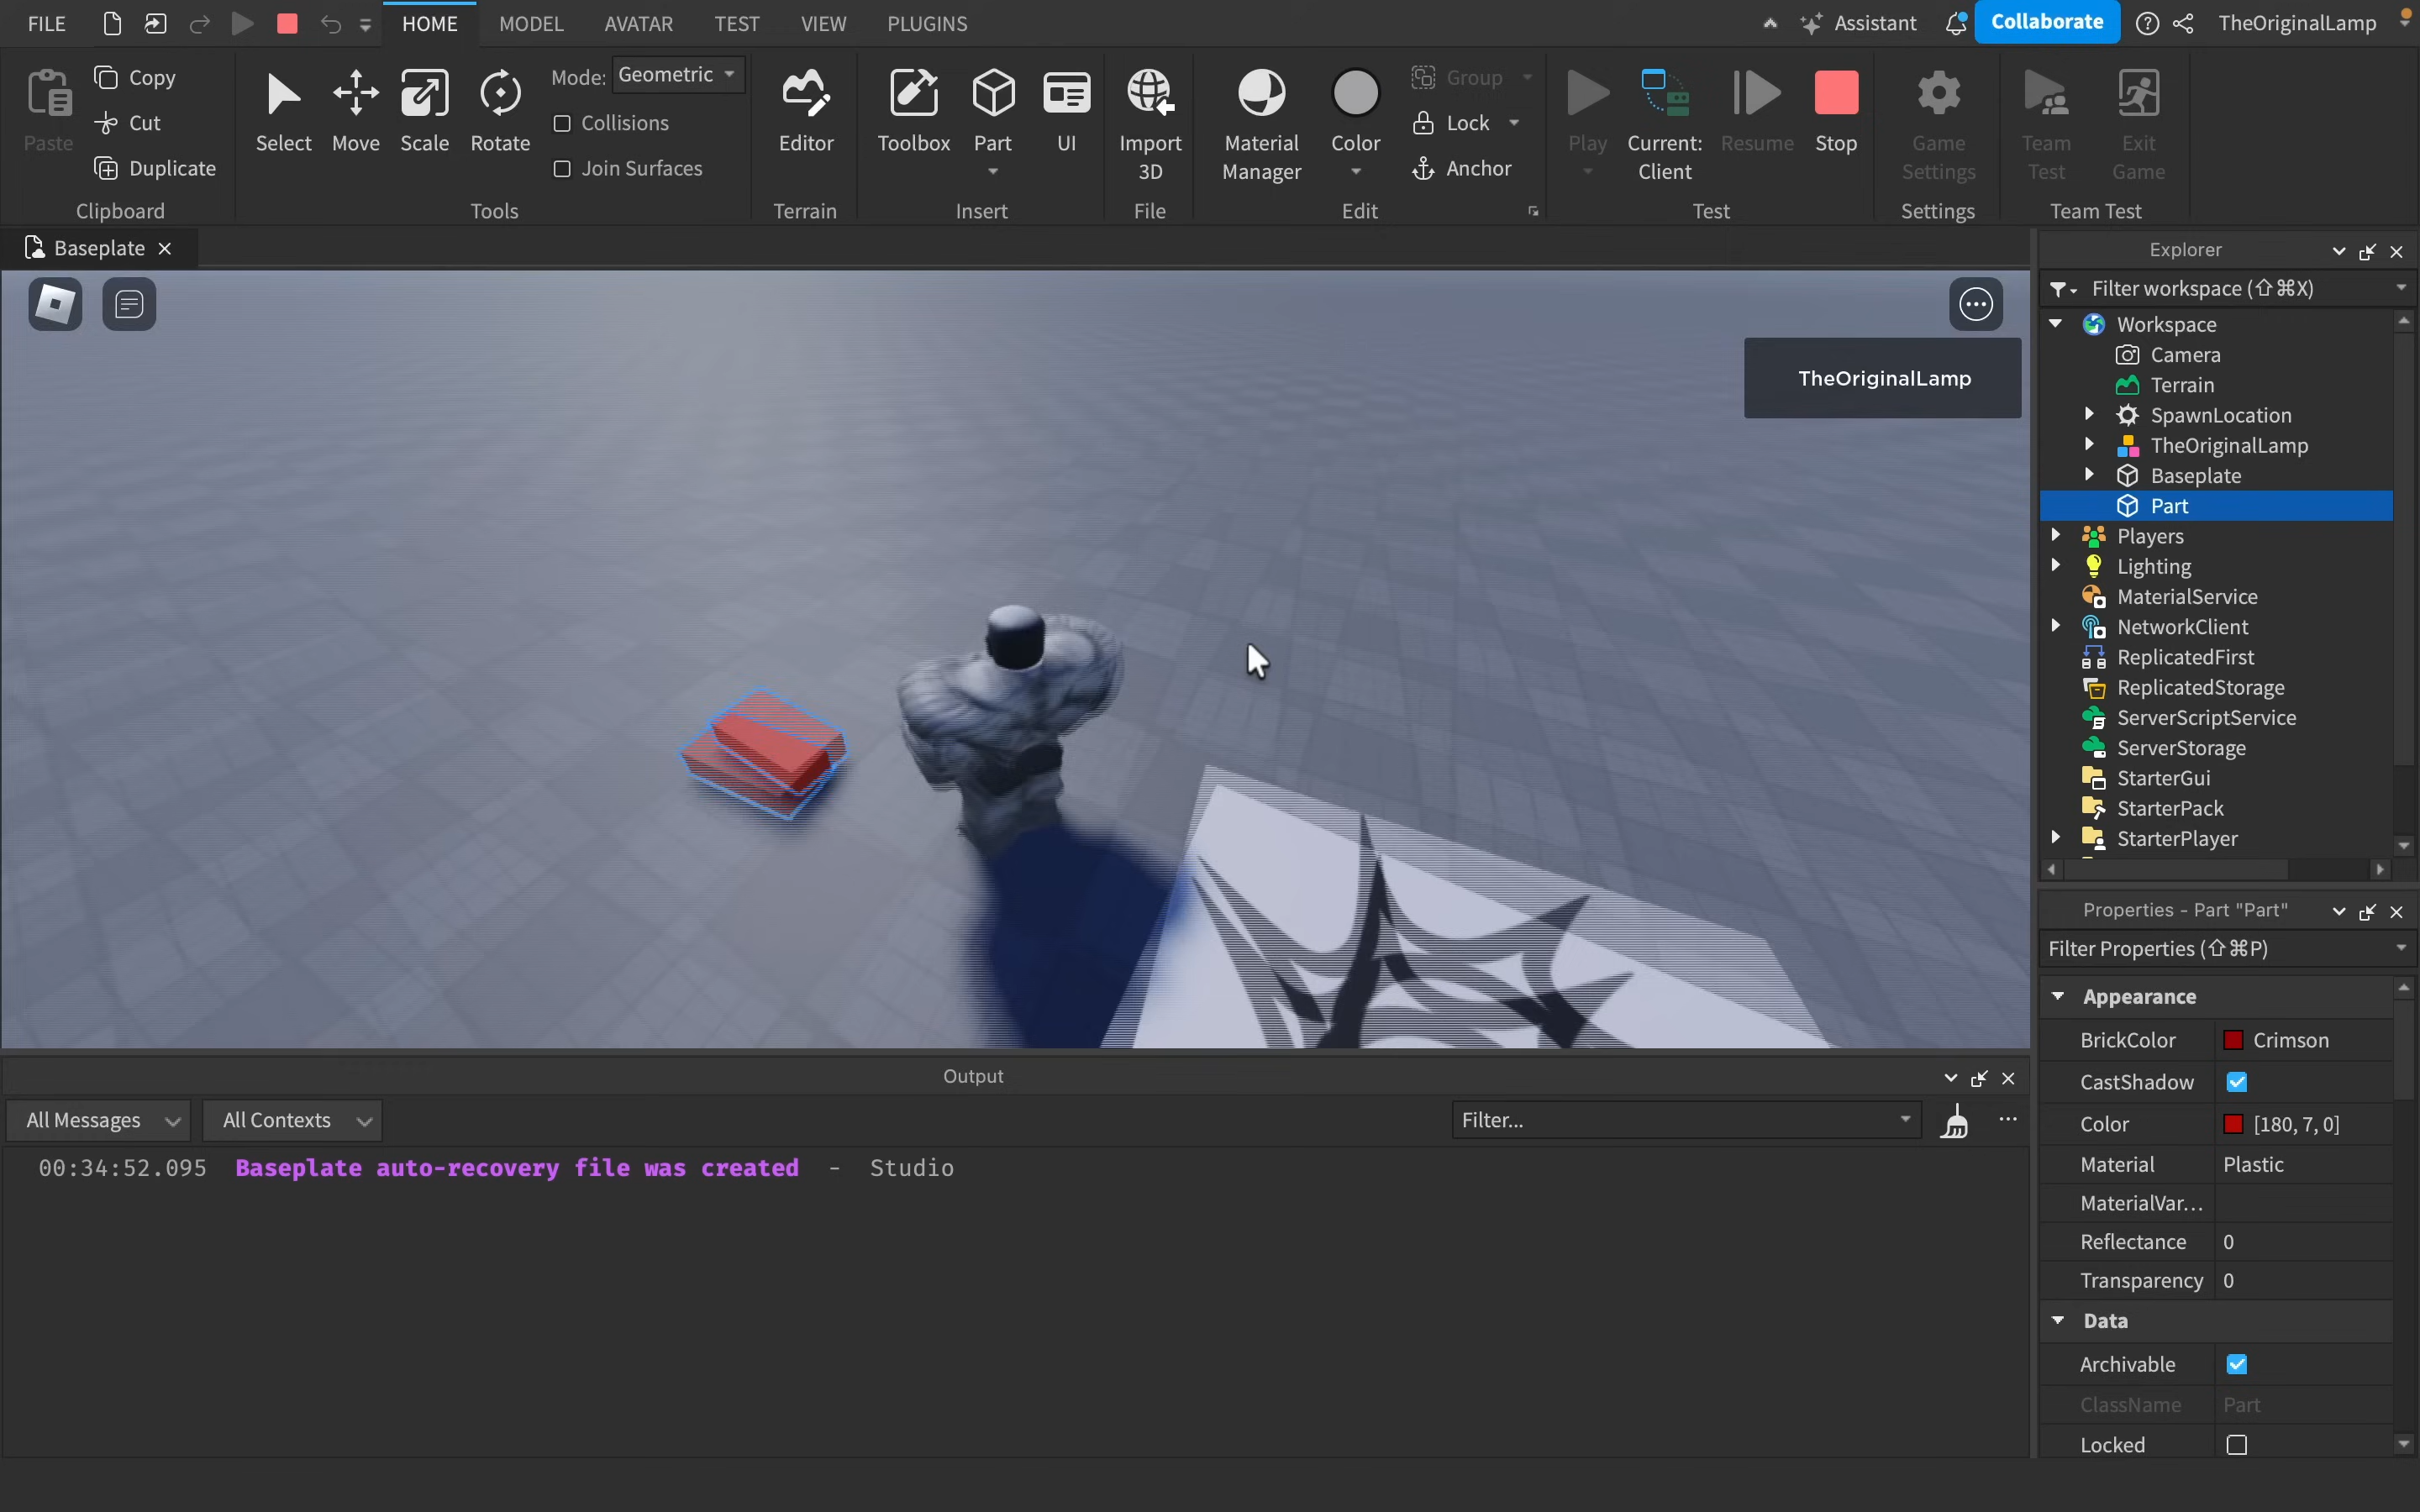 FILE
HOME
MODEL
AVATAR
TEST
VIEW
PLUGINS
Assistant
Collaborate
TheOriginalLamp
Paste
Copy
Cut
Duplicate
Clipboard
Select
Move
Scale
Rotate
Mode: Geometric
Collisions
Join Surfaces
Tools
Editor
Terrain
Toolbox
Part
UI
Insert
Import
3D
File
Material
Manager
Color
Group
Lock
Anchor
Edit
Play
Current:
Client
Resume
Stop
Test
Game
Settings
Settings
Team
Test
Exit
Game
Team Test
Baseplate
TheOriginalLamp
Explorer
Filter workspace (⇧⌘X)
Workspace
Camera
Terrain
SpawnLocation
TheOriginalLamp
Baseplate
Part
Players
Lighting
MaterialService
NetworkClient
ReplicatedFirst
ReplicatedStorage
ServerScriptService
ServerStorage
StarterGui
StarterPack
StarterPlayer
Properties - Part "Part"
Filter Properties (⇧⌘P)
Appearance
BrickColor Crimson
CastShadow
Color [180, 7, 0]
Material Plastic
MaterialVar...
Reflectance 0
Transparency 0
Data
Archivable
ClassName Part
Locked
Output
All Messages
All Contexts
Filter...
00:34:52.095 Baseplate auto-recovery file was created - Studio